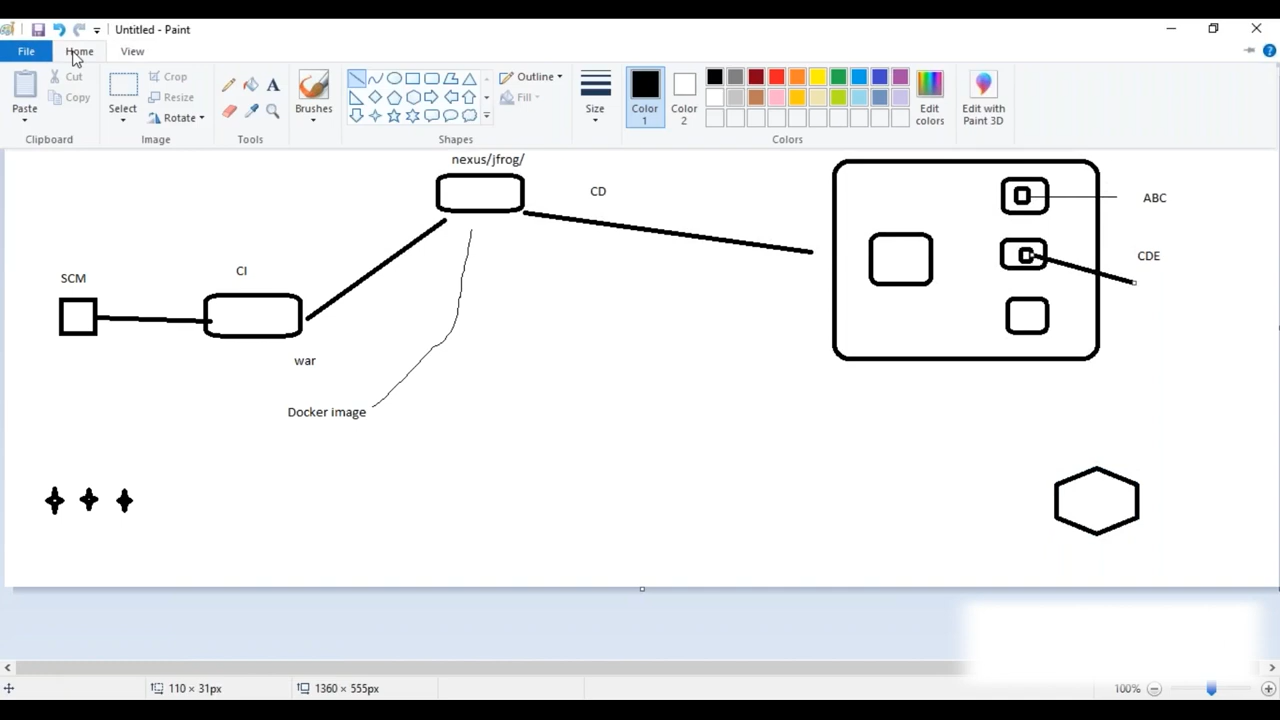 Untitled - Paint
File
Home
View
Paste
Cut
Copy
Clipboard
Select
Crop
Resize
Rotate
Image
Tools
Brushes
Shapes
Outline
Fill
Size
Color 1
Color 2
Edit colors
Colors
Edit with Paint 3D
nexus/jfrog/
CD
ABC
CI
SCM
CDE
war
Docker image
110 × 31px
1360 × 555px
100%